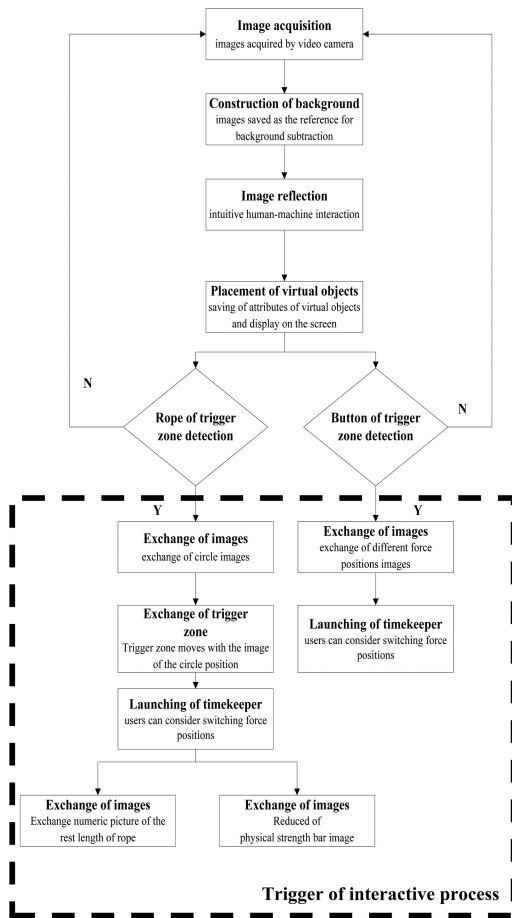 Image acquisition
images acquired by video camera
Construction of background
images saved as the reference for
background subtraction
Image reflection
intuitive human-machine interaction
Placement of virtual objects
saving of attributes of virtual objects
and display on the screen
N
Rope of trigger
zone detection
Button of trigger
zone detection
N
Y
Y
Exchange of images
exchange of circle images
Exchange of images
exchange of different force
positions images
Exchange of trigger
zone
Trigger zone moves with the image
of the circle position
Launching of timekeeper
users can consider switching force
positions
Launching of timekeeper
users can consider switching force
positions
Exchange of images
Exchange numeric picture of the
rest length of rope
Exchange of images
Reduced of
physical strength bar image
Trigger of interactive process